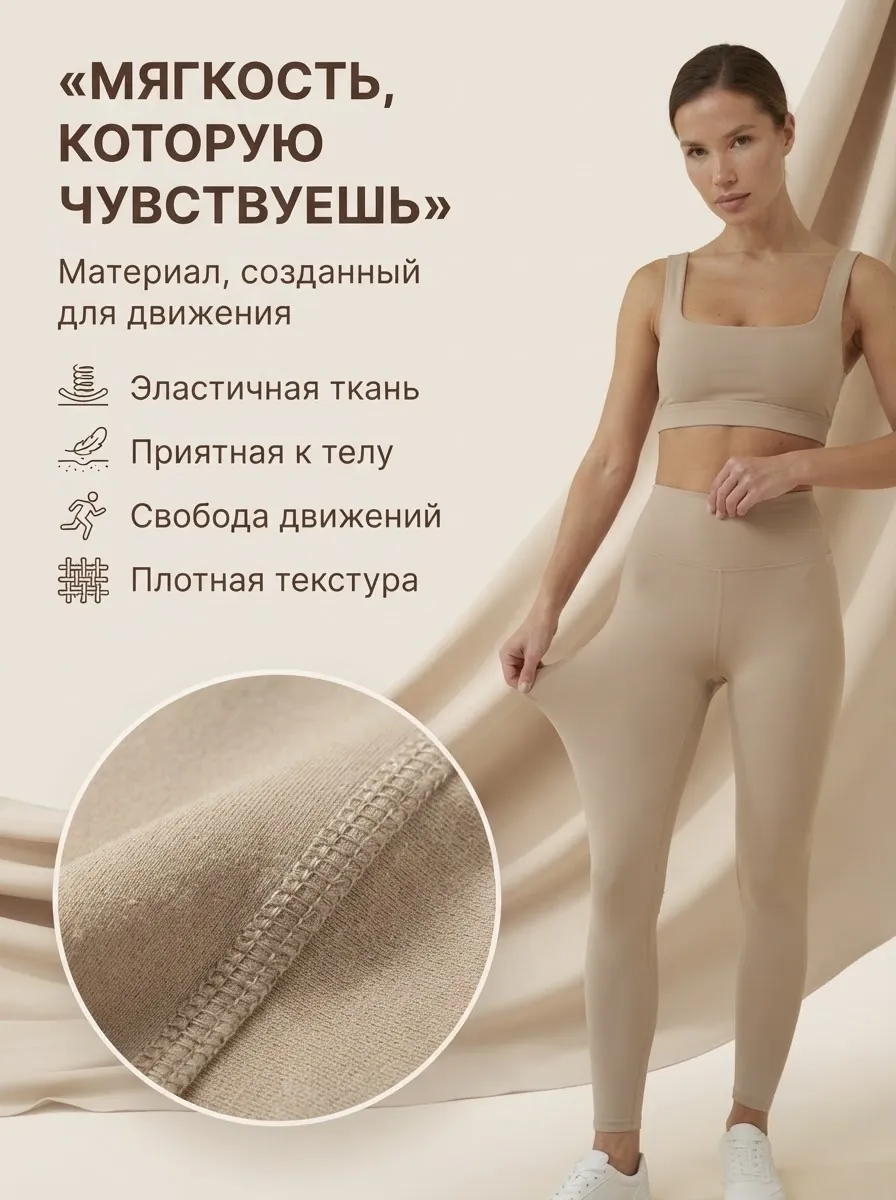 «МЯГКОСТЬ,
КОТОРУЮ
ЧУВСТВУЕШЬ»
Материал, созданный
для движения
Эластичная ткань
Приятная к телу
Свобода движений
Плотная текстура